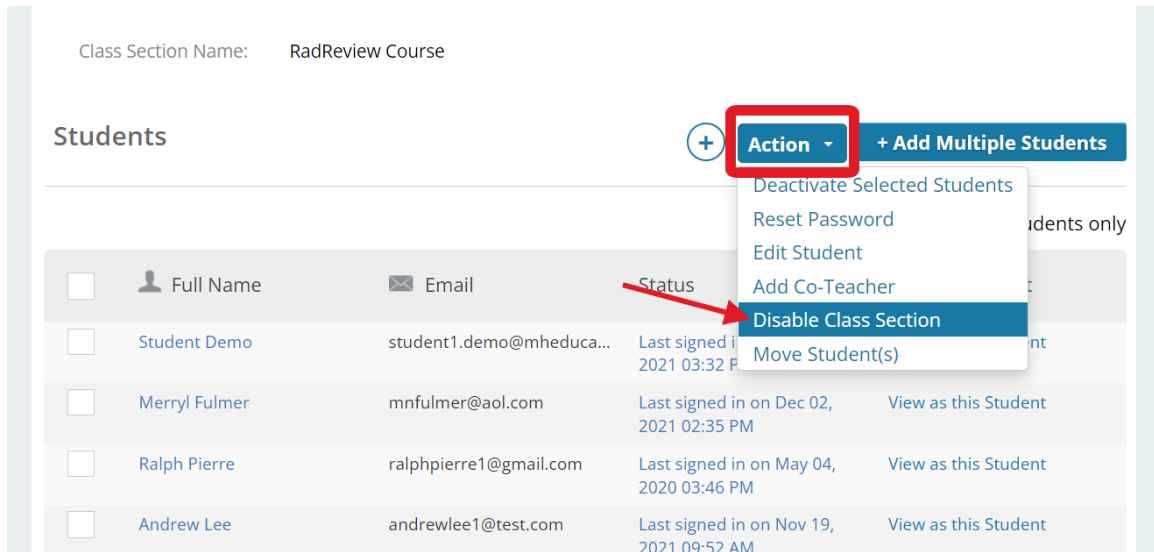 Class Section Name: RadReview Course
Students
+ Action + Add Multiple Students
Deactivate Selected Students
Reset Password
students only
Edit Student
Full Name Email Status Add Co-Teacher
Disable Class Section
Student Demo student1.demo@mheduca... Last signed
Move Student(s)
2021 03:32
Merryl Fulmer mnfulmer@aol.com Last signed in on Dec 02, View as this Student
2021 02:35 PM
Ralph Pierre ralphpierre1@gmail.com Last signed in on May 04, View as this Student
2020 03:46 PM
Andrew Lee andrewlee1@test.com Last signed in on Nov 19, View as this Student
2021 09:52 AM